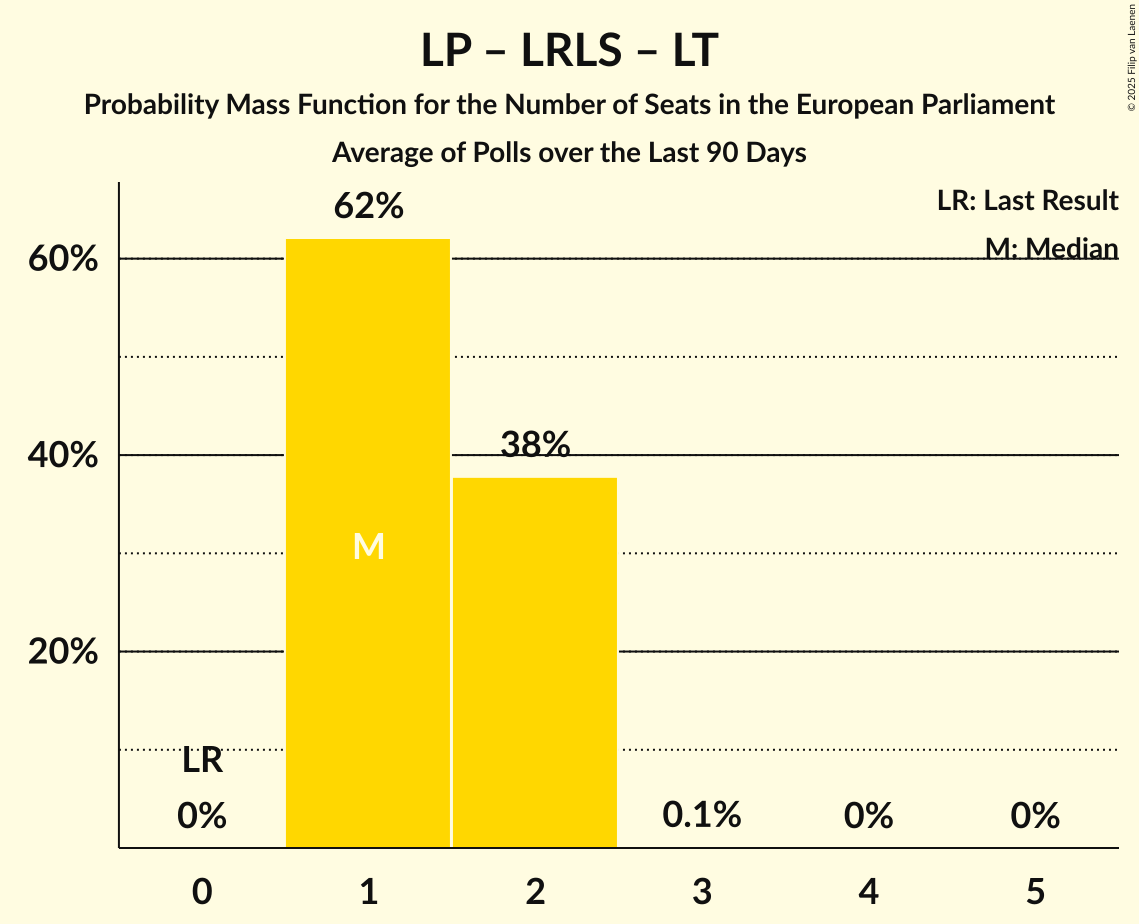 LP – LRLS – LT
Probability Mass Function for the Number of Seats in the European Parliament
Average of Polls over the Last 90 Days
© 2025 Filip van Laenen
LR: Last Result
M: Median
62%
60%
38%
40%
M
20%
LR
0%
0.1%
0%
0%
0 1 2 3 4 5